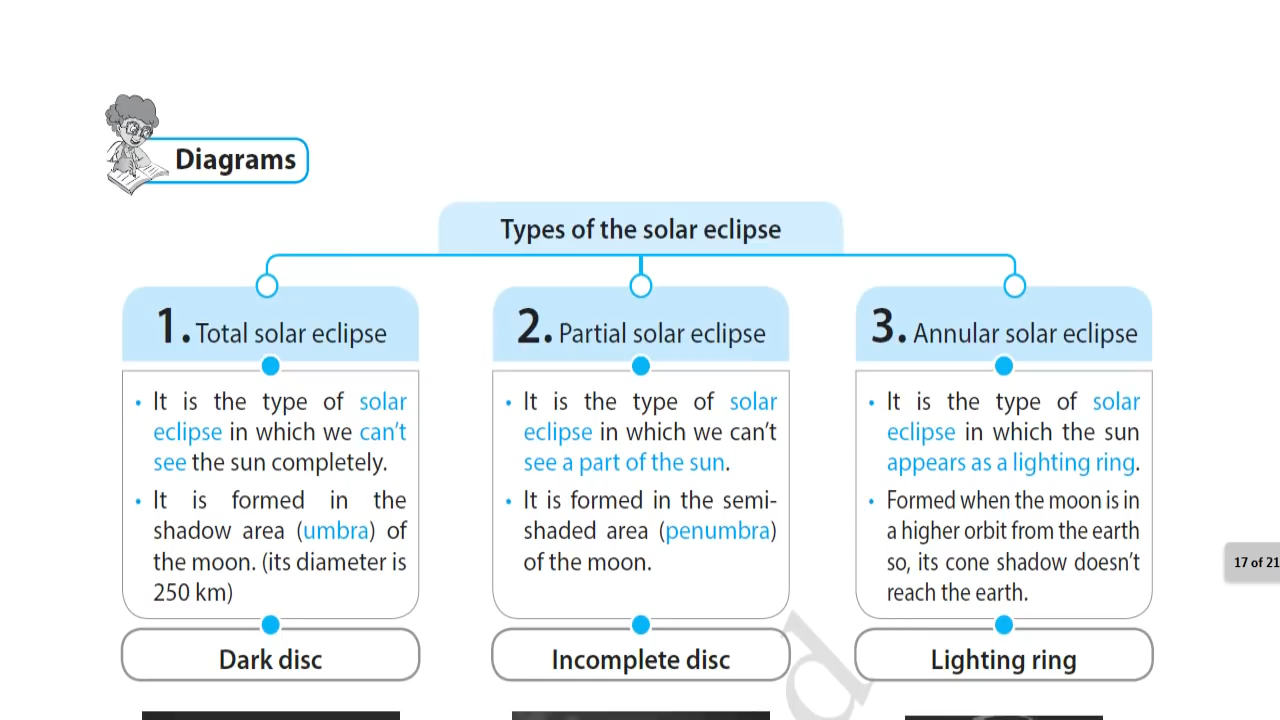 Diagrams
Types of the solar eclipse
1. Total solar eclipse
• It is the type of solar
eclipse in which we can't
see the sun completely.
• It is formed in the
shadow area (umbra) of
the moon. (its diameter is
250 km)
Dark disc
2. Partial solar eclipse
• It is the type of solar
eclipse in which we can't
see a part of the sun.
• It is formed in the semi-
shaded area (penumbra)
of the moon.
Incomplete disc
3. Annular solar eclipse
• It is the type of solar
eclipse in which the sun
appears as a lighting ring.
• Formed when the moon is in
a higher orbit from the earth
so, its cone shadow doesn't
reach the earth.
Lighting ring
17 of 21